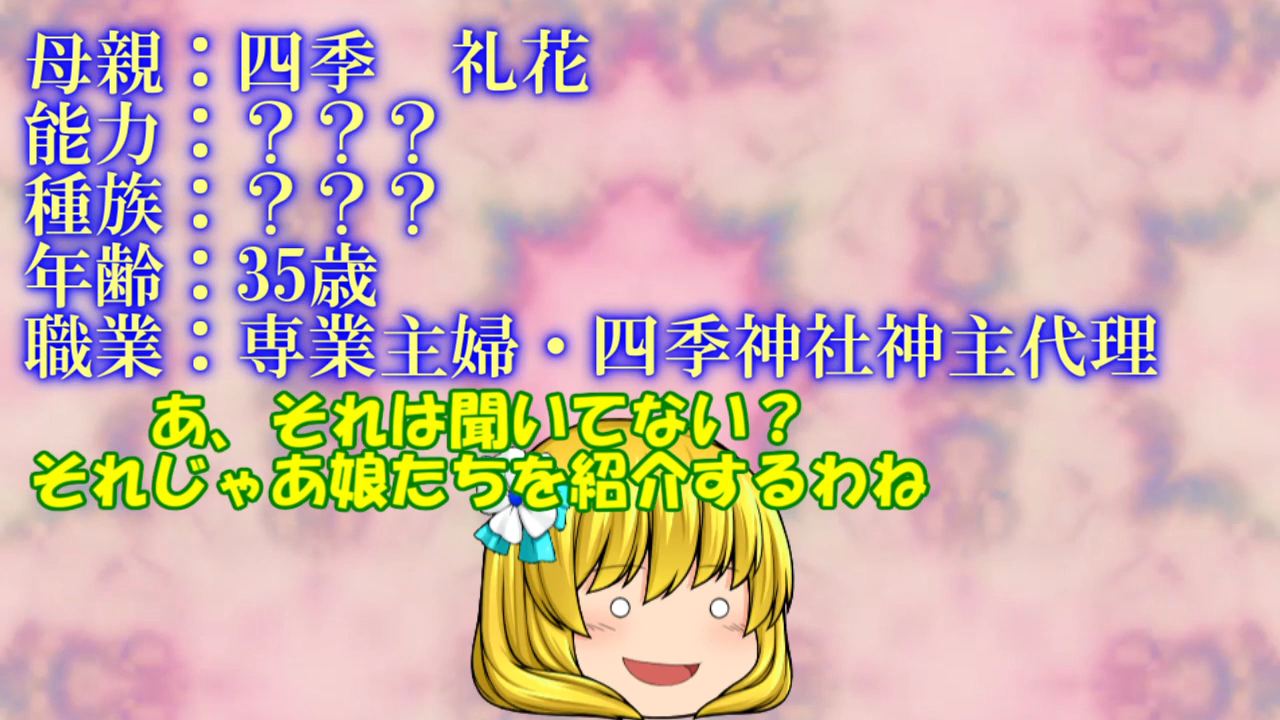 母親：四季　礼花
能力：？？？
種族：？？？
年齢：35歳
職業：専業主婦・四季神社神主代理
あ、それは聞いてない？
それじゃあ娘たちを紹介するわね